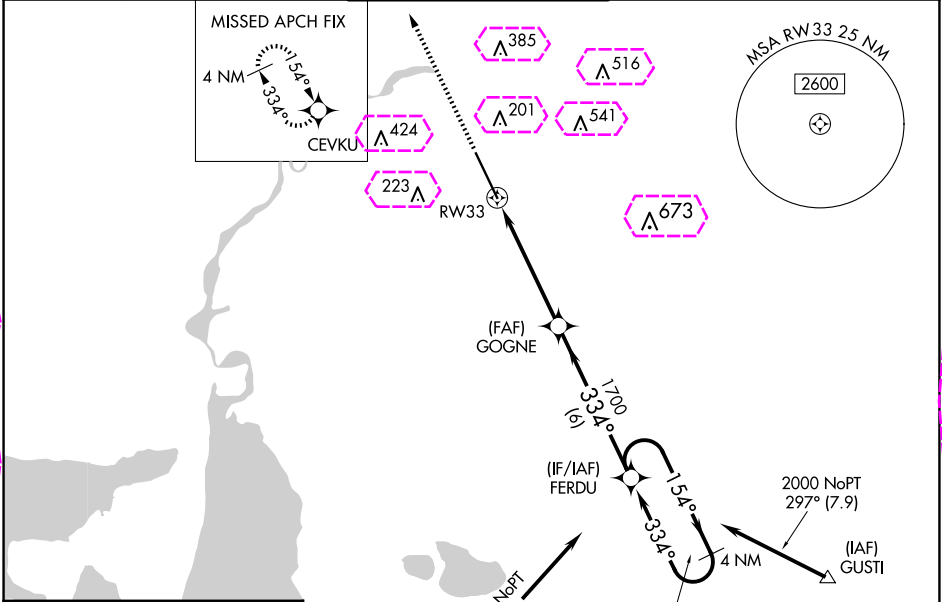 MISSED APCH FIX
4 NM
154°
334°
CEVKU
385
516
201
541
424
223
673
MSA RW33 25 NM
2600
RW33
(FAF)
GOGNE
1700
334°
(6)
(IF/IAF)
FERDU
154°
334°
4 NM
2000 NoPT
297° (7.9)
(IAF)
GUSTI
NoPT